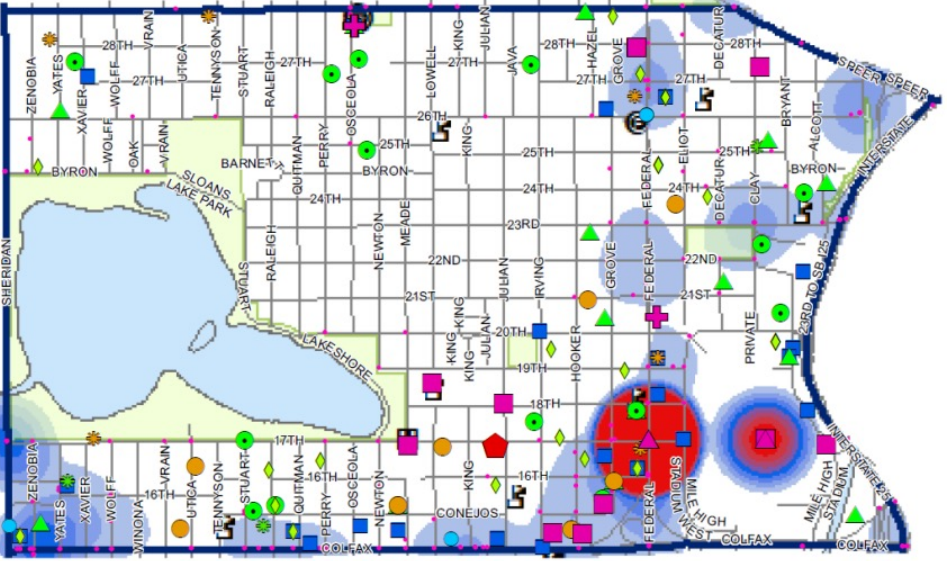 SPEER SPEER
28TH
28TH
28TH
27TH
27TH
27TH
27TH
27TH
26TH
25TH
25TH
24TH
24TH
24TH
23RD
22ND
22ND
21ST
21ST
20TH
19TH
18TH
17TH
16TH
16TH
BYRON
BYRON
BYRON
BARNETT
SLOANS
LAKE PARK
LAKESHORE
CONEJOS
COLFAX
COLFAX
COLFAX
SHERIDAN
ZENOBIA
YATES
XAVIER
WOLFF
VRAIN
UTICA
TENNYSON
STUART
RALEIGH
WOLFF
OAK
VRAIN
QUITMAN
PERRY
OSCEOLA
LOWELL
KING
JULIAN
JAVA
HAZEL
GROVE
DECATUR
BRYANT
ALCOTT
INTERSTATE
KING
FEDERAL
ELIOT
DECATUR
CLAY
RALEIGH
STUART
NEWTON
MEADE
JULIAN
IRVING
GROVE
FEDERAL
23RD TO SB I25
KING
KING
KING
JULIAN
HOOKER
PRIVATE
ZENOBIA
YATES
XAVIER
WOLFF
WINONA
VRAIN
UTICA
TENNYSON
STUART
QUITMAN
PERRY
OSCEOLA
NEWTON
KING
FEDERAL
STADIUM WEST
MILE HIGH
MILE HIGH
STADIUM
INTERSTATE 25